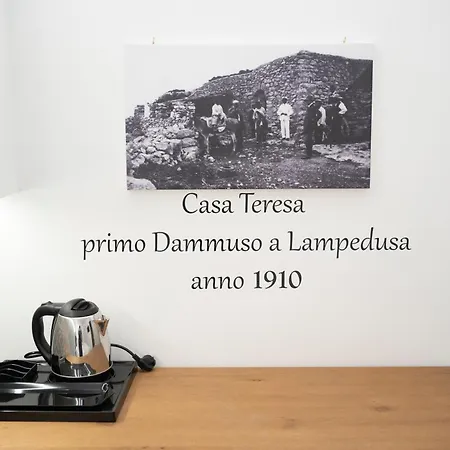 Casa Teresa
primo Dammuso a Lampedusa
anno 1910